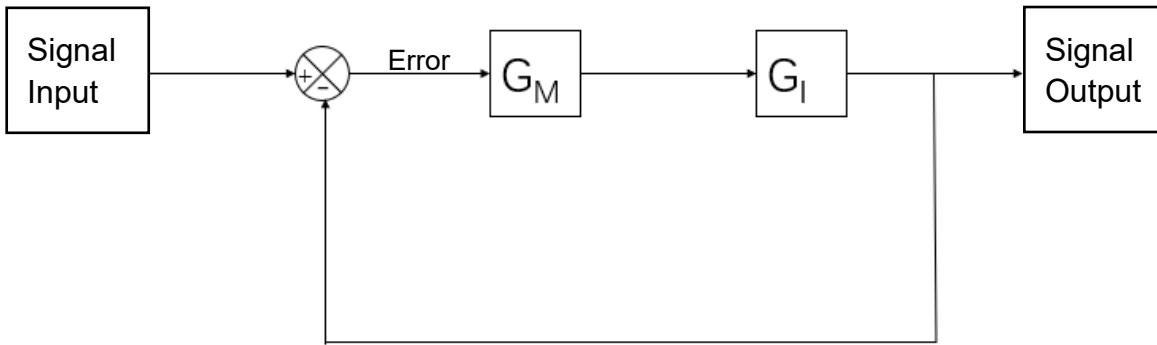 Signal
Input
+
-
Error
G_M
G_I
Signal
Output